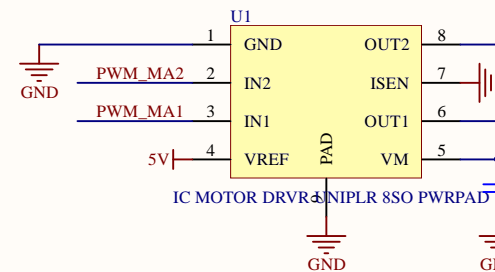 U1
1 GND OUT2 8
PWM_MA2 2 IN2 ISEN 7
GND
PWM_MA1 3 IN1 OUT1 6
5V 4 VREF PAD VM 5
9
IC MOTOR DRVR UNIPLR 8SO PWRPAD
GND